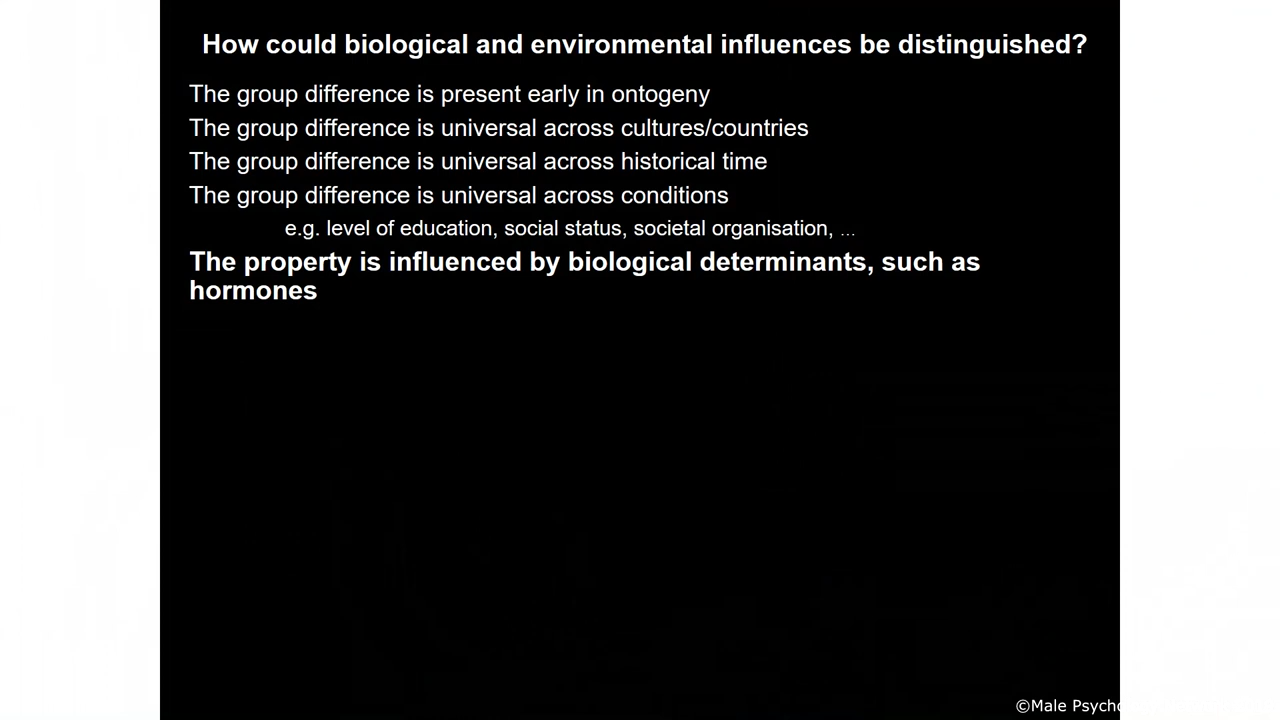 How could biological and environmental influences be distinguished?
The group difference is present early in ontogeny
The group difference is universal across cultures/countries
The group difference is universal across historical time
The group difference is universal across conditions
e.g. level of education, social status, societal organisation, ...
The property is influenced by biological determinants, such as
hormones
©Male